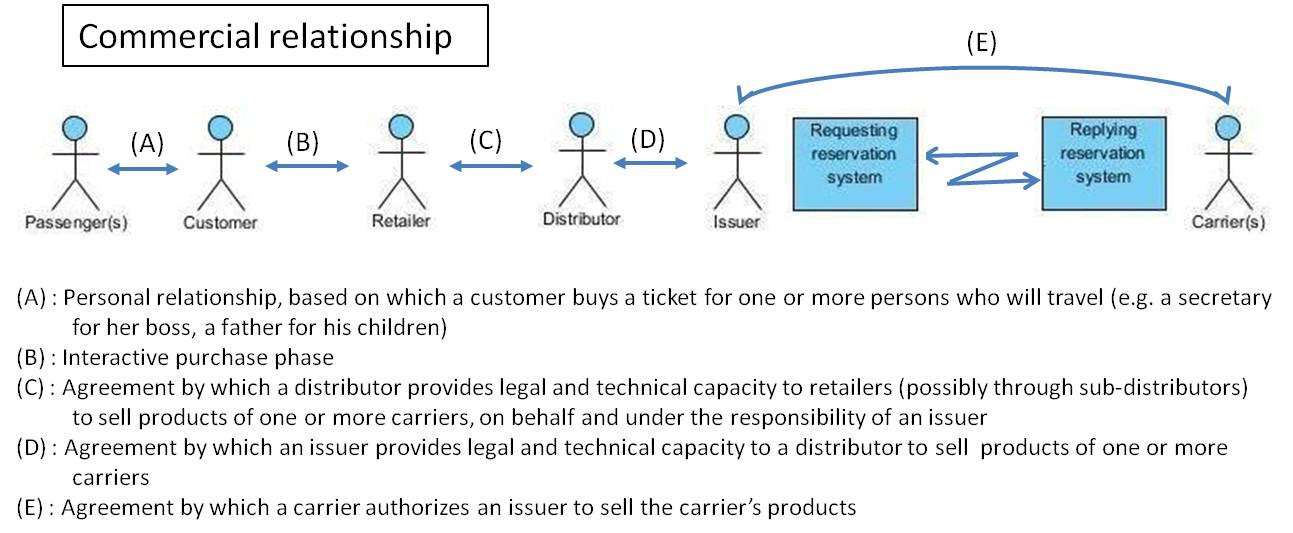 Commercial relationship
(E)
(A)
(B)
(C)
(D)
Requesting
reservation
system
Replying
reservation
system
Passenger(s)
Customer
Retailer
Distributor
Issuer
Carrier(s)
(A) : Personal relationship, based on which a customer buys a ticket for one or more persons who will travel (e.g. a secretary
for her boss, a father for his children)
(B) : Interactive purchase phase
(C) : Agreement by which a distributor provides legal and technical capacity to retailers (possibly through sub-distributors)
to sell products of one or more carriers, on behalf and under the responsibility of an issuer
(D) : Agreement by which an issuer provides legal and technical capacity to a distributor to sell products of one or more
carriers
(E) : Agreement by which a carrier authorizes an issuer to sell the carrier's products